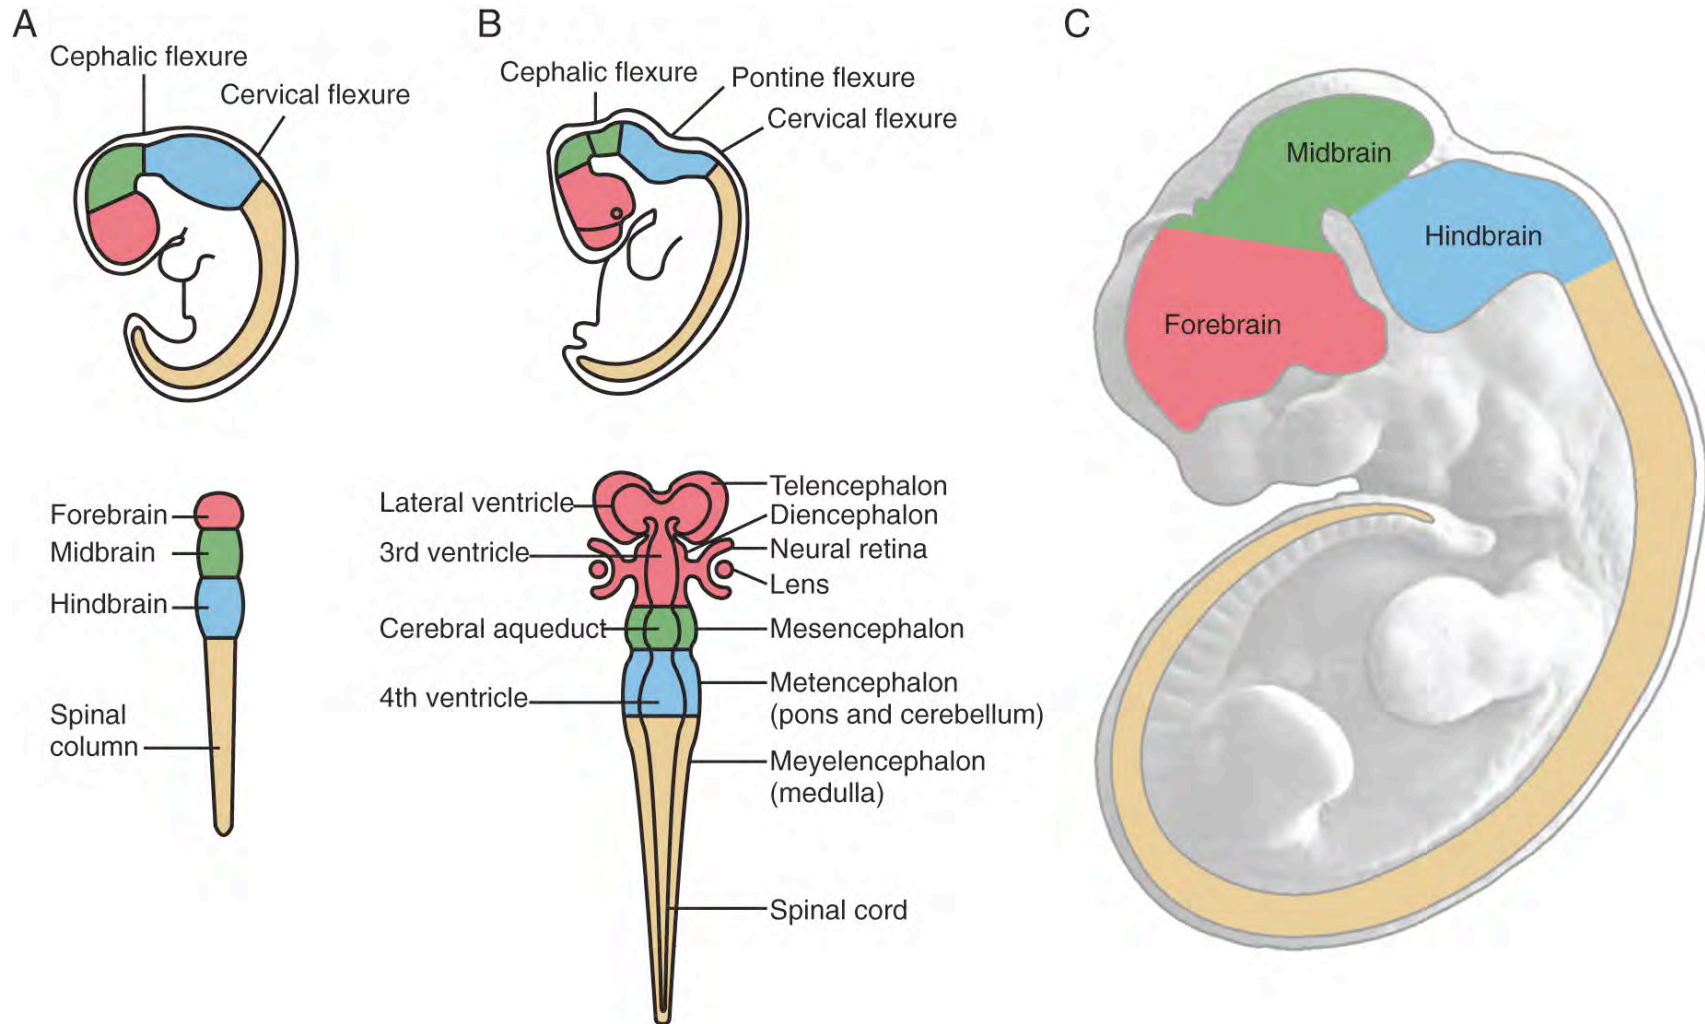 A
Cephalic flexure
Cervical flexure
Forebrain
Midbrain
Hindbrain
Spinal
column
B
Cephalic flexure
Pontine flexure
Cervical flexure
Lateral ventricle
3rd ventricle
Cerebral aqueduct
4th ventricle
Telencephalon
Diencephalon
Neural retina
Lens
Mesencephalon
Metencephalon
(pons and cerebellum)
Meyelencephalon
(medulla)
Spinal cord
C
Midbrain
Hindbrain
Forebrain